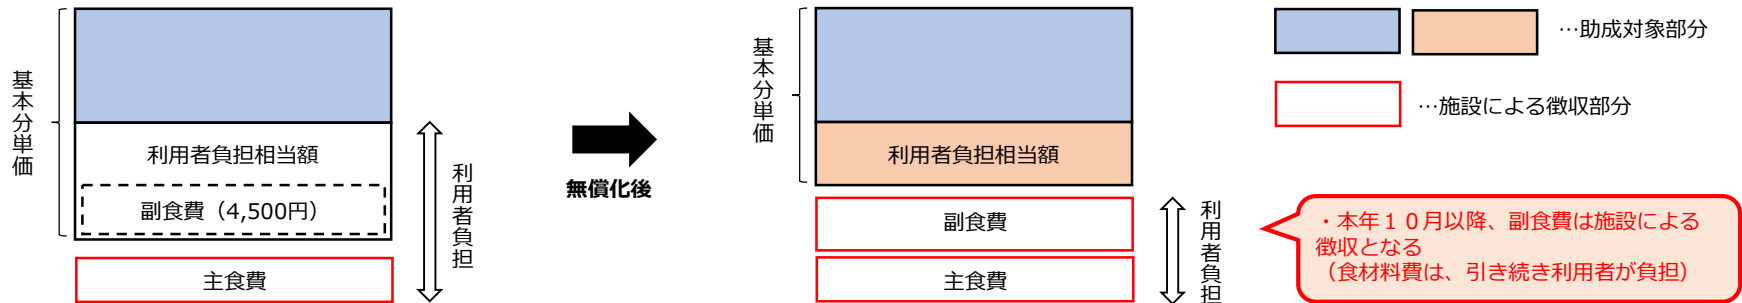 基本分単価
利用者負担相当額
副食費（4,500円）
主食費
利用者負担
無償化後
基本分単価
利用者負担相当額
副食費
主食費
利用者負担
…助成対象部分
…施設による徴収部分
・本年１０月以降、副食費は施設による
徴収となる
（食材料費は、引き続き利用者が負担）